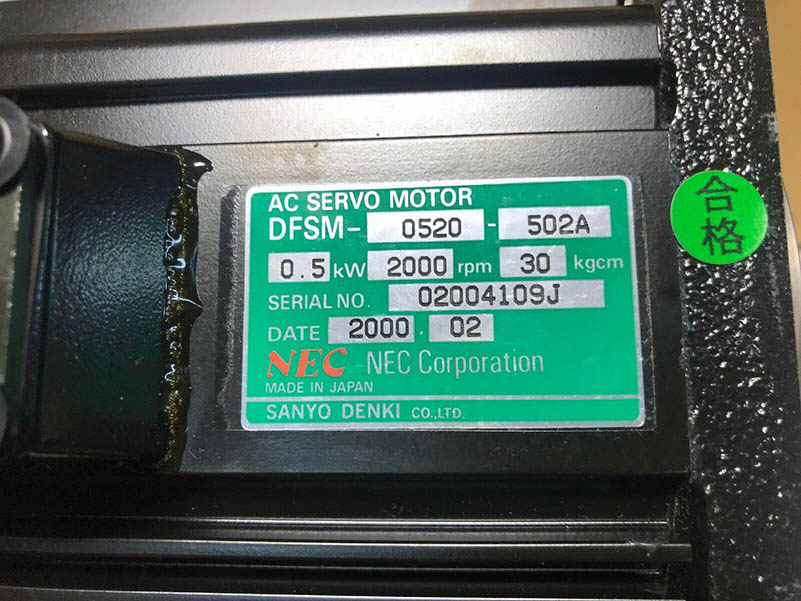 AC SERVO MOTOR
DFSM- 0520 - 502A
0.5 kW 2000 rpm 30 kgcm
SERIAL NO. 02004109J
DATE 2000. 02
NEC NEC Corporation
MADE IN JAPAN
SANYO DENKI CO.,LTD.
合格